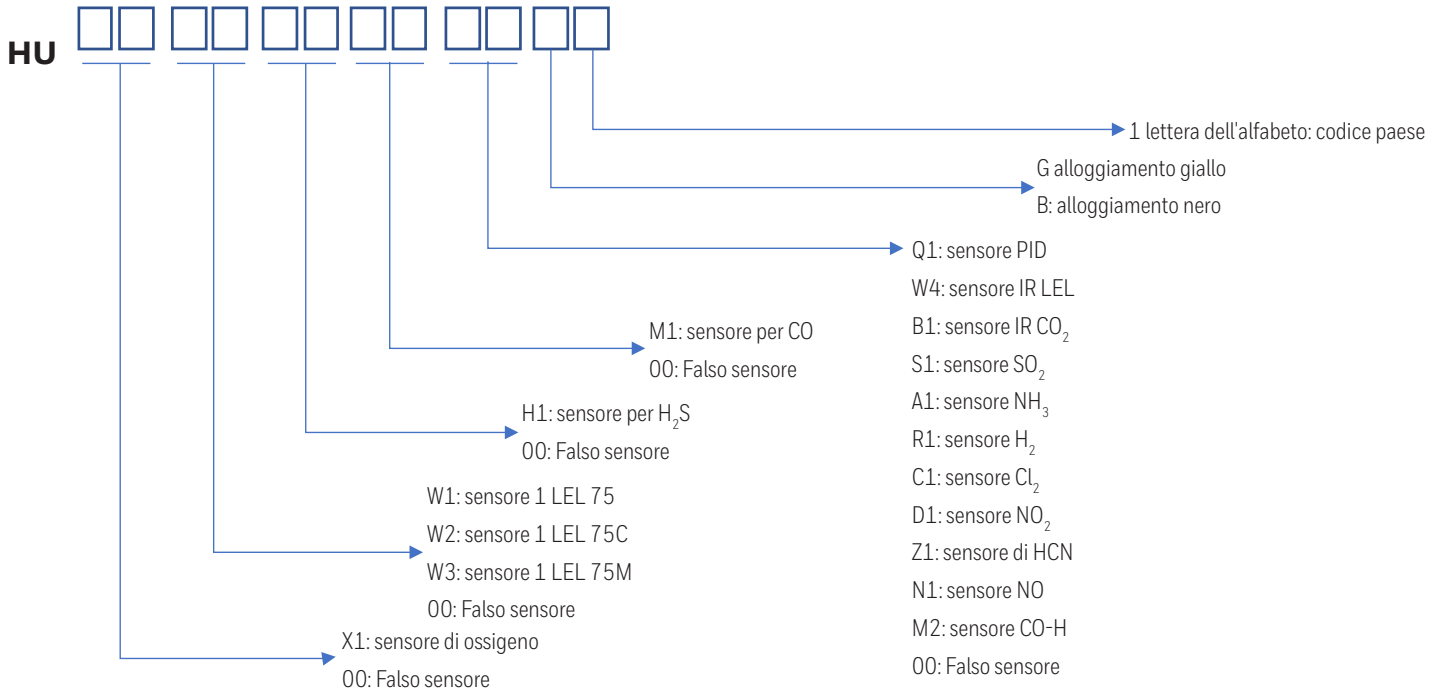 HU
1 lettera dell'alfabeto: codice paese
G alloggiamento giallo
B: alloggiamento nero
Q1: sensore PID
W4: sensore IR LEL
B1: sensore IR CO₂
S1: sensore SO₂
A1: sensore NH₃
R1: sensore H₂
C1: sensore Cl₂
D1: sensore NO₂
Z1: sensore di HCN
N1: sensore NO
M2: sensore CO-H
00: Falso sensore
M1: sensore per CO
00: Falso sensore
H1: sensore per H₂S
00: Falso sensore
W1: sensore 1 LEL 75
W2: sensore 1 LEL 75C
W3: sensore 1 LEL 75M
00: Falso sensore
X1: sensore di ossigeno
00: Falso sensore